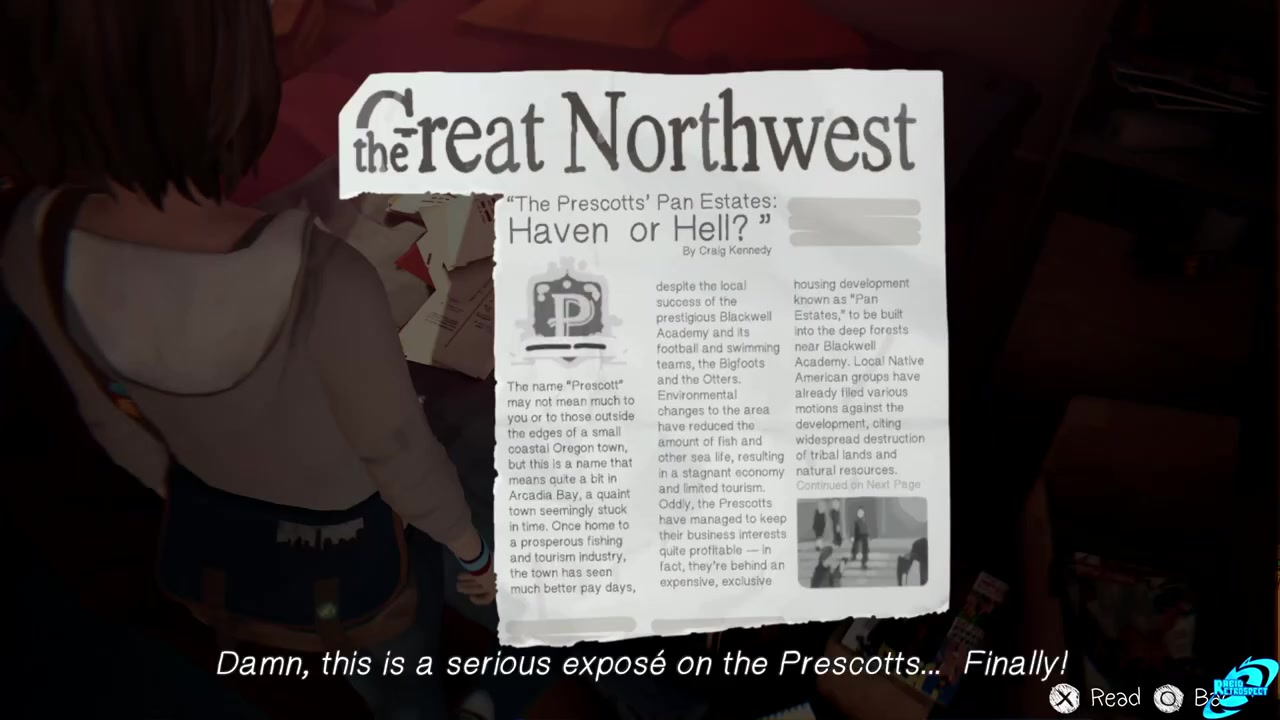 the Great Northwest
"The Prescotts' Pan Estates:
Haven or Hell? "
By Craig Kennedy
P
The name "Prescott"
may not mean much to
you or to those outside
the edges of a small
coastal Oregon town,
but this is a name that
means quite a bit in
Arcadia Bay, a quaint
town seemingly stuck
in time. Once home to
a prosperous fishing
and tourism industry,
the town has seen
much better pay days,
despite the local
success of the
prestigious Blackwell
Academy and its
football and swimming
teams, the Bigfoots
and the Otters.
Environmental
changes to the area
have reduced the
amount of fish and
other sea life, resulting
in a stagnant economy
and limited tourism.
Oddly, the Prescotts
have managed to keep
their business interests
quite profitable — in
fact, they're behind an
expensive, exclusive
housing development
known as "Pan
Estates," to be built
into the deep forests
near Blackwell
Academy. Local Native
American groups have
already filed various
motions against the
development, citing
widespread destruction
of tribal lands and
natural resources.
Continued on Next Page
Damn, this is a serious exposé on the Prescotts... Finally!
Read
RETROSPECT